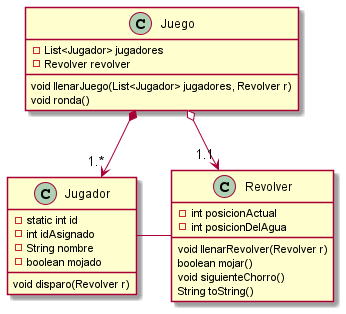 C Juego
List<Jugador> jugadores
Revolver revolver
void llenarJuego(List<Jugador> jugadores, Revolver r)
void ronda()
1.*
1.1
C Jugador
static int id
int idAsignado
String nombre
boolean mojado
void disparo(Revolver r)
C Revolver
int posicionActual
int posicionDelAgua
void llenarRevolver(Revolver r)
boolean mojar()
void siguienteChorro()
String toString()